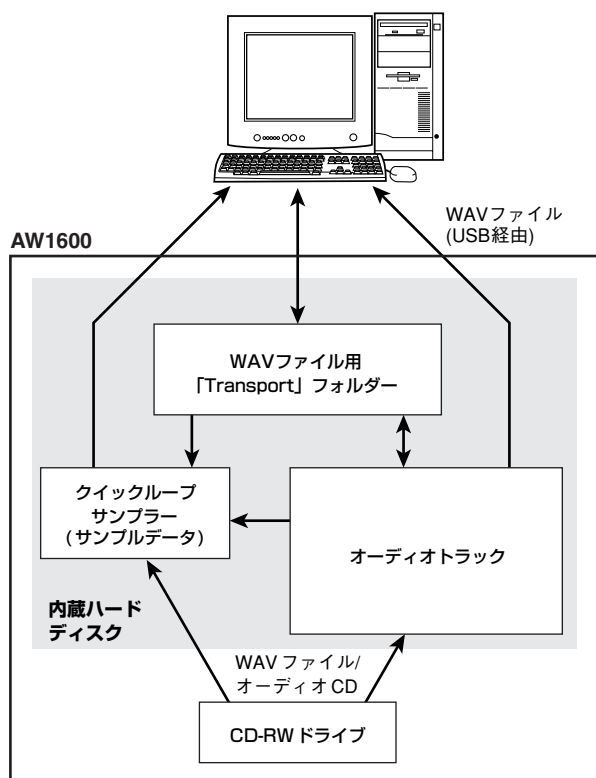 WAVファイル
(USB経由)
AW1600
WAVファイル用
「Transport」フォルダー
クイックループ
サンプラー
(サンプルデータ)
オーディオトラック
内蔵ハード
ディスク
WAV ファイル/
オーディオ CD
CD-RW ドライブ